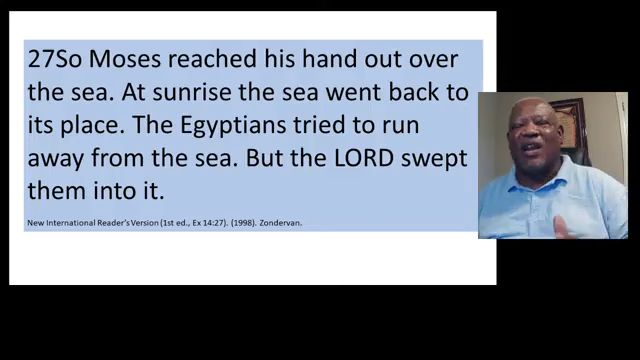 27So Moses reached his hand out over
the sea. At sunrise the sea went back to
its place. The Egyptians tried to run
away from the sea. But the LORD swept
them into it.
New International Reader's Version (1st ed., Ex 14:27). (1998). Zondervan.